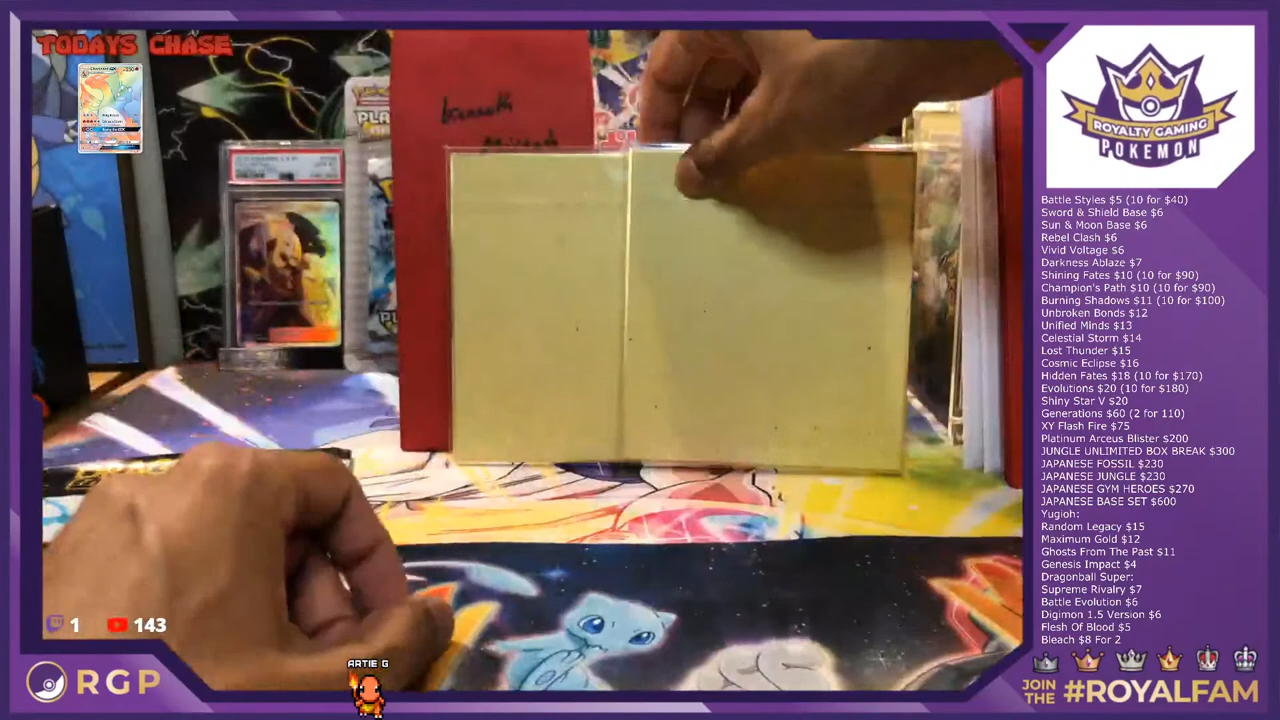 TODAYS CHASE
ROYALTY GAMING
POKEMON
Battle Styles $5 (10 for $40)
Sword & Shield Base $6
Sun & Moon Base $6
Rebel Clash $6
Vivid Voltage $6
Darkness Ablaze $7
Shining Fates $10 (10 for $90)
Champion's Path $10 (10 for $90)
Burning Shadows $11 (10 for $100)
Unbroken Bonds $12
Unified Minds $13
Celestial Storm $14
Lost Thunder $15
Cosmic Eclipse $16
Hidden Fates $18 (10 for $170)
Evolutions $20 (10 for $180)
Shiny Star V $20
Generations $60 (2 for 110)
XY Flash Fire $75
Platinum Arceus Blister $200
JUNGLE UNLIMITED BOX BREAK $300
JAPANESE FOSSIL $230
JAPANESE JUNGLE $230
JAPANESE GYM HEROES $270
JAPANESE BASE SET $600
Yugioh:
Random Legacy $15
Maximum Gold $12
Ghosts From The Past $11
Genesis Impact $4
Dragonball Super:
Supreme Rivalry $7
Battle Evolution $6
Digimon 1.5 Version $6
Flesh Of Blood $5
Bleach $8 For 2
1 143
ARTIE G
RGP
JOIN THE #ROYALFAM